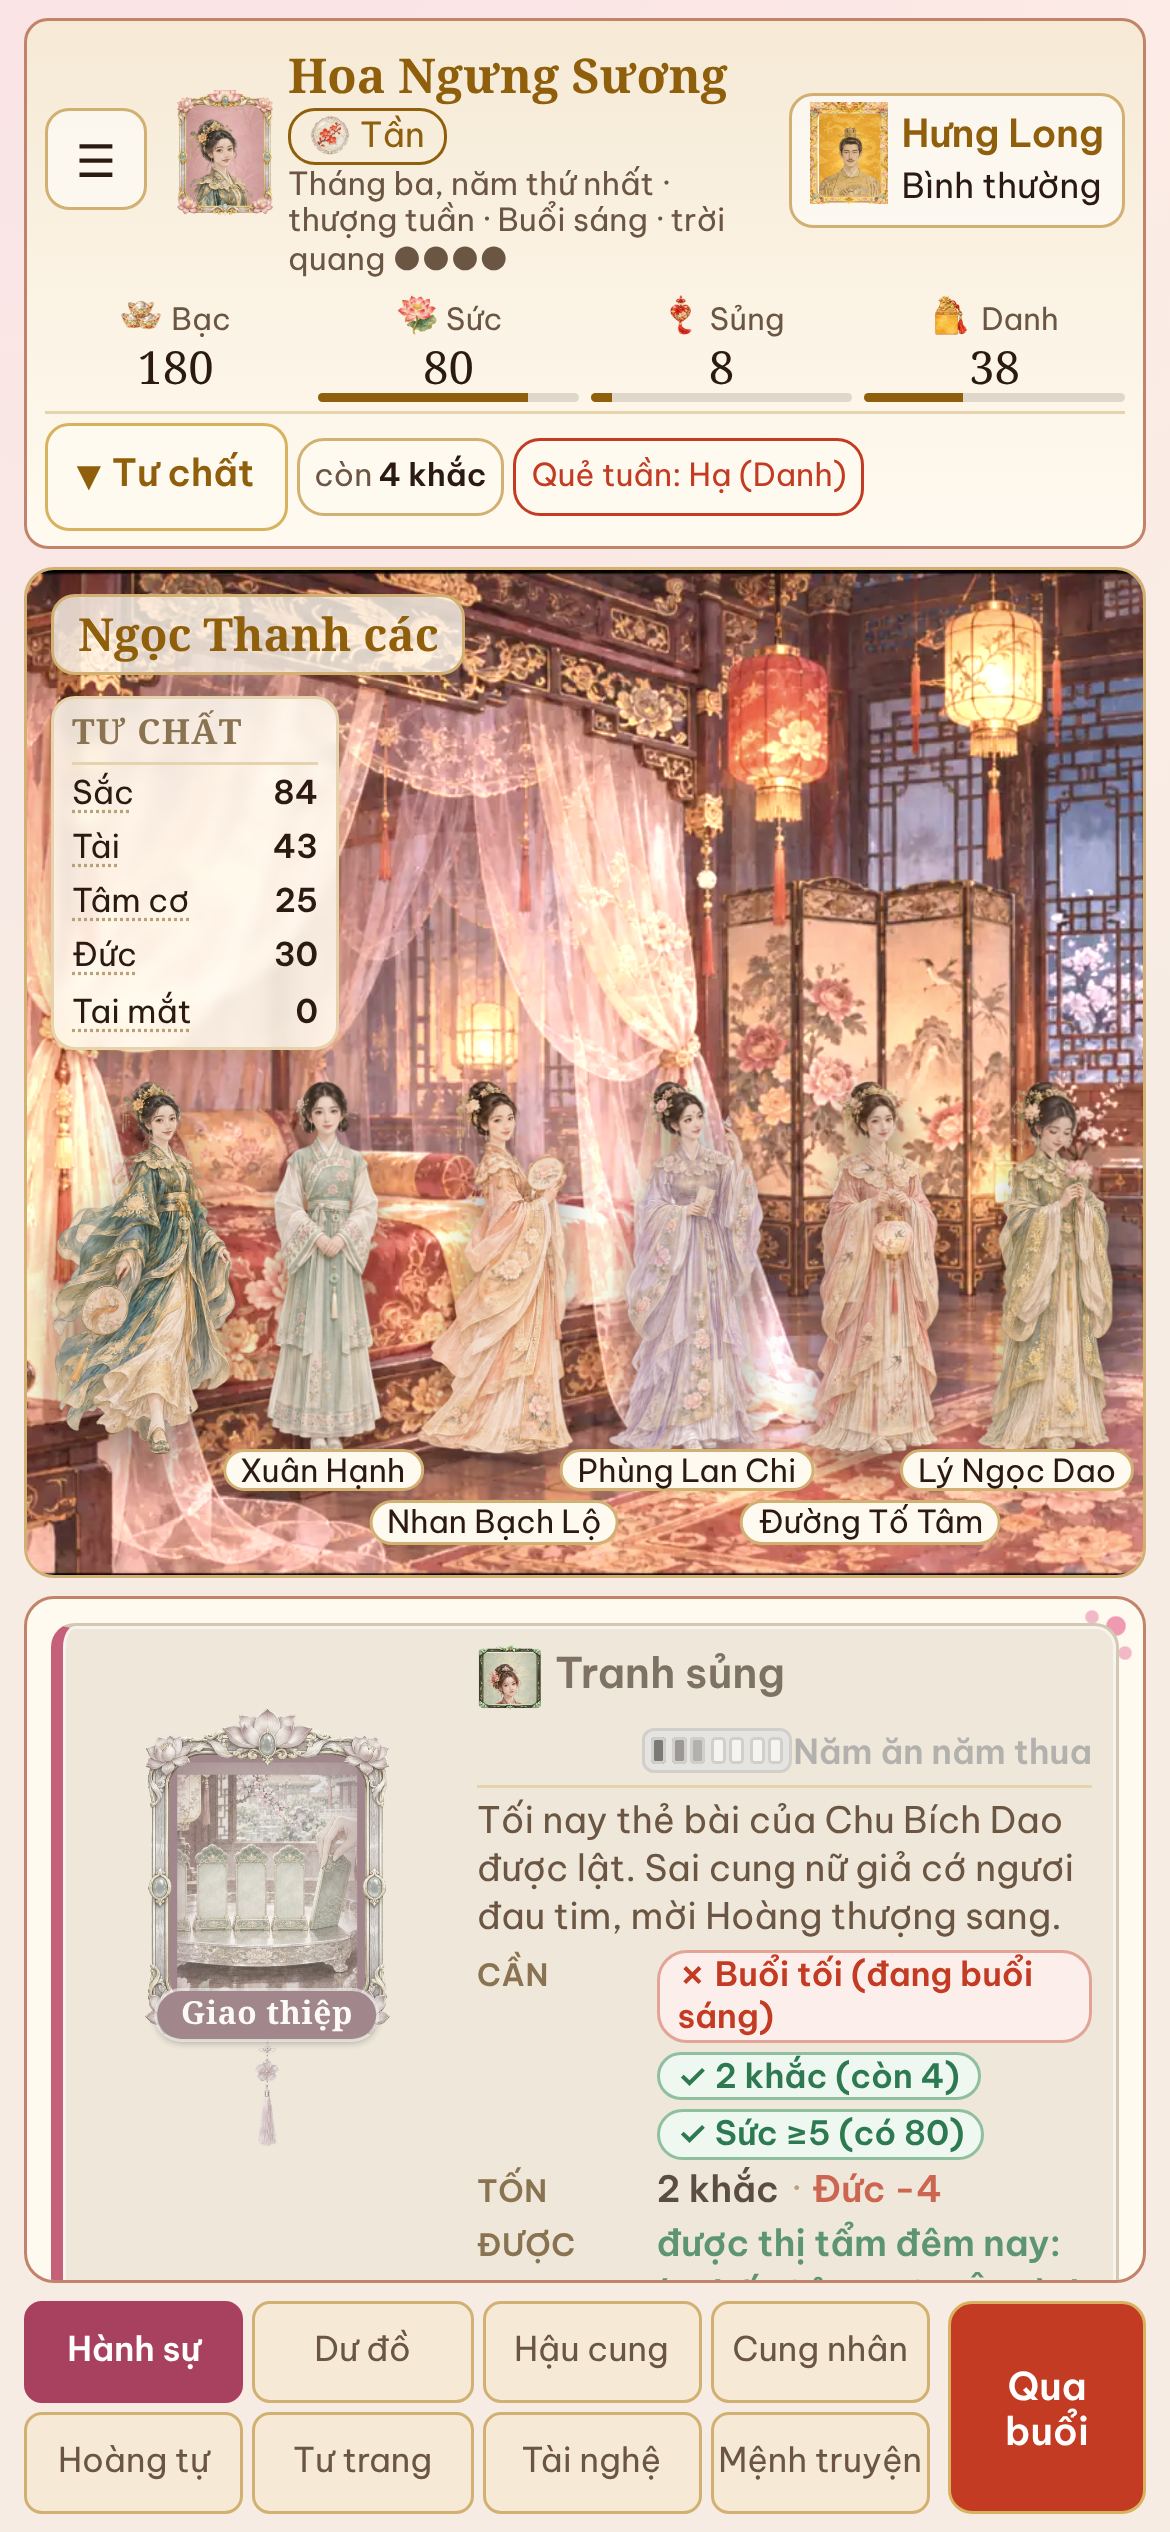 Hoa Ngưng Sương
Tần
Tháng ba, năm thứ nhất ·
thượng tuần · Buổi sáng · trời
quang ●●●●
Hưng Long
Bình thường
Bạc
180
Sức
80
Sủng
8
Danh
38
▼ Tư chất
còn 4 khắc
Quẻ tuần: Hạ (Danh)
Ngọc Thanh các
TƯ CHẤT
Sắc 84
Tài 43
Tâm cơ 25
Đức 30
Tai mắt 0
Xuân Hạnh
Phùng Lan Chi
Lý Ngọc Dao
Nhan Bạch Lộ
Đường Tố Tâm
Tranh sủng
Năm ăn năm thua
Tối nay thẻ bài của Chu Bích Dao
được lật. Sai cung nữ giả cớ ngươi
đau tim, mời Hoàng thượng sang.
Giao thiệp
CẦN
× Buổi tối (đang buổi
sáng)
✓ 2 khắc (còn 4)
✓ Sức ≥5 (có 80)
TỐN
2 khắc · Đức -4
ĐƯỢC
được thị tẩm đêm nay:
Hành sự
Dư đồ
Hậu cung
Cung nhân
Qua
buổi
Hoàng tự
Tư trang
Tài nghệ
Mệnh truyện